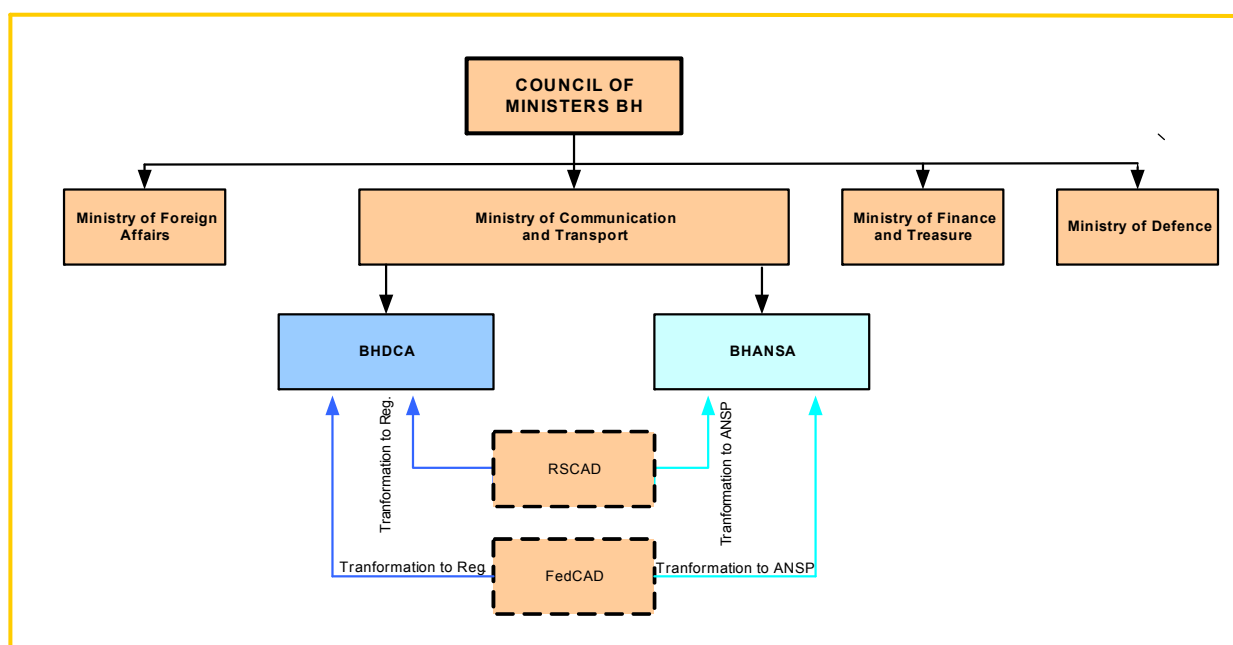 COUNCIL OF
MINISTERS BH
Ministry of Foreign
Affairs
Ministry of Communication
and Transport
Ministry of Finance
and Treasure
Ministry of Defence
BHDCA
BHANSA
Tranformation to Reg.
RSCAD
Tranformation to ANSP
Tranformation to Reg.
FedCAD
Tranformation to ANSP